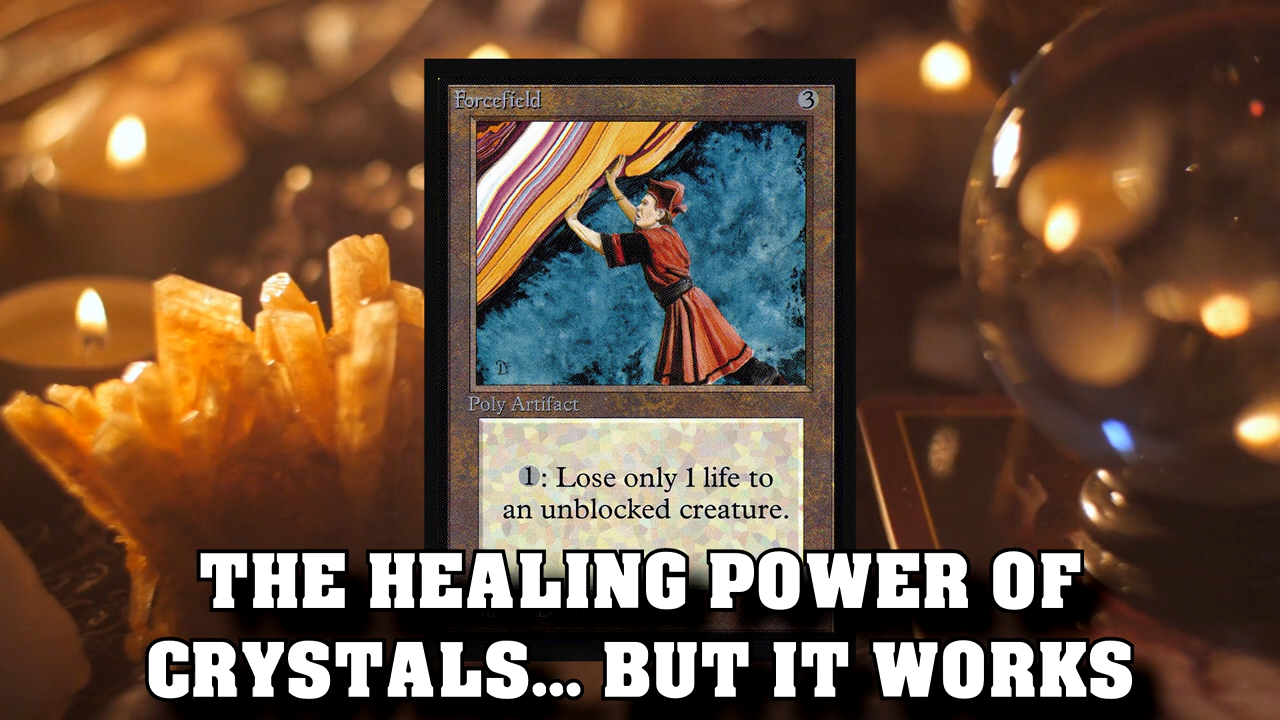 Forcefield 3
Poly Artifact
1: Lose only 1 life to
an unblocked creature.
THE HEALING POWER OF
CRYSTALS... BUT IT WORKS